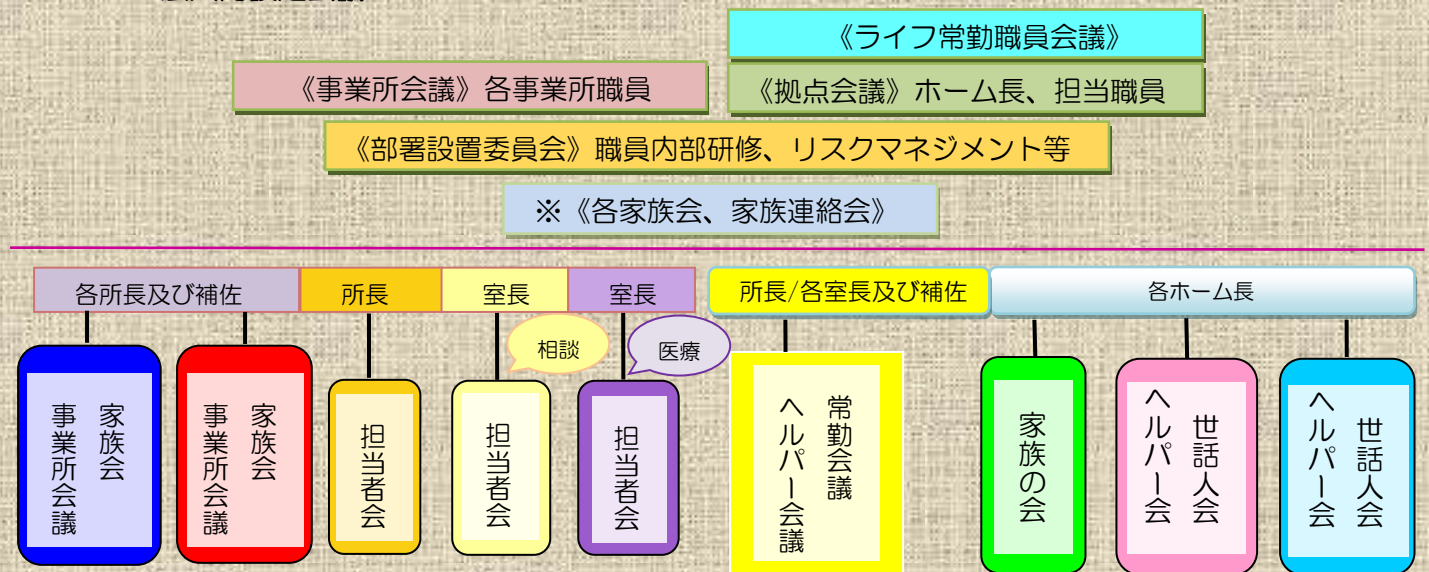 《ライフ常勤職員会議》
《事業所会議》各事業所職員
《拠点会議》ホーム長、担当職員
《部署設置委員会》職員内部研修、リスクマネジメント等
※《各家族会、家族連絡会》
各所長及び補佐
所長
室長
室長
所長/各室長及び補佐
各ホーム長
相談
医療
家族会
事業所会議
家族会
事業所会議
担当者会
担当者会
担当者会
常勤会議
ヘルパー会議
家族の会
世話人会
ヘルパー会
世話人会
ヘルパー会